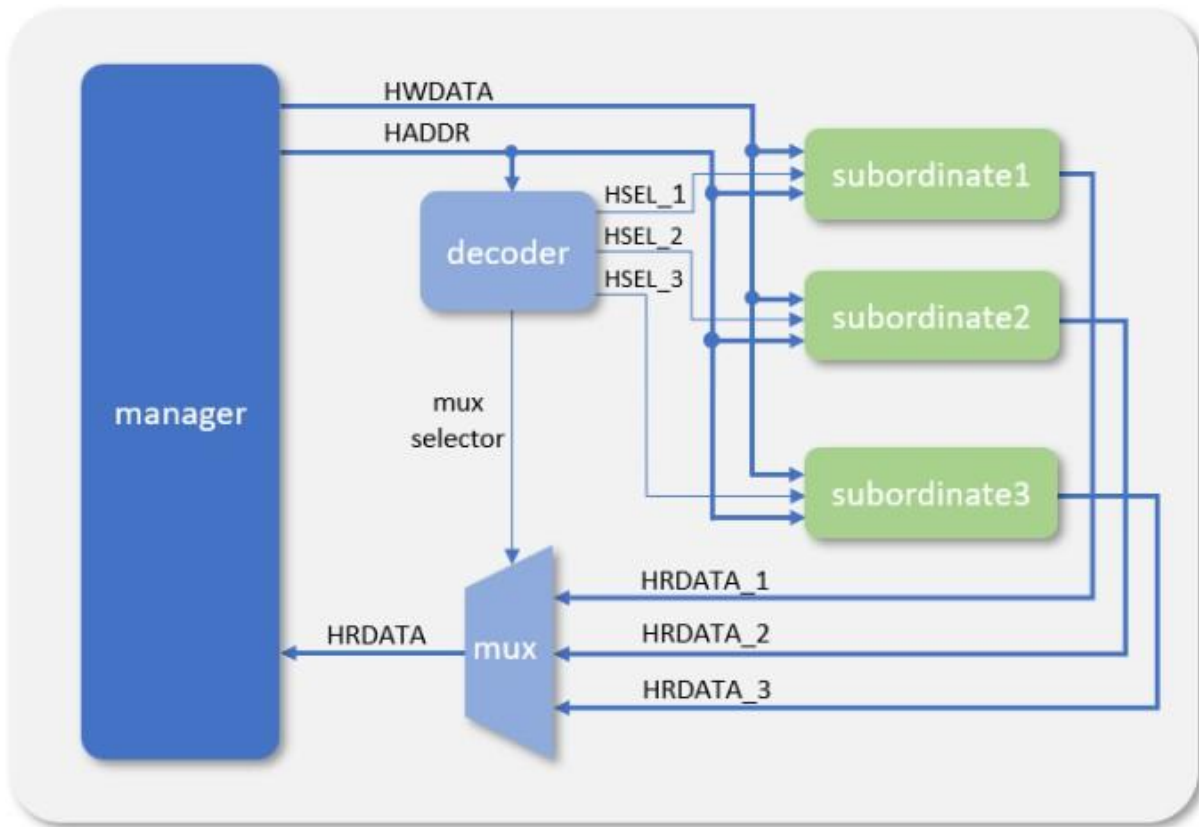 HWDATA
HADDR
manager
decoder
HSEL_1
HSEL_2
HSEL_3
subordinate1
subordinate2
subordinate3
mux
selector
mux
HRDATA
HRDATA_1
HRDATA_2
HRDATA_3